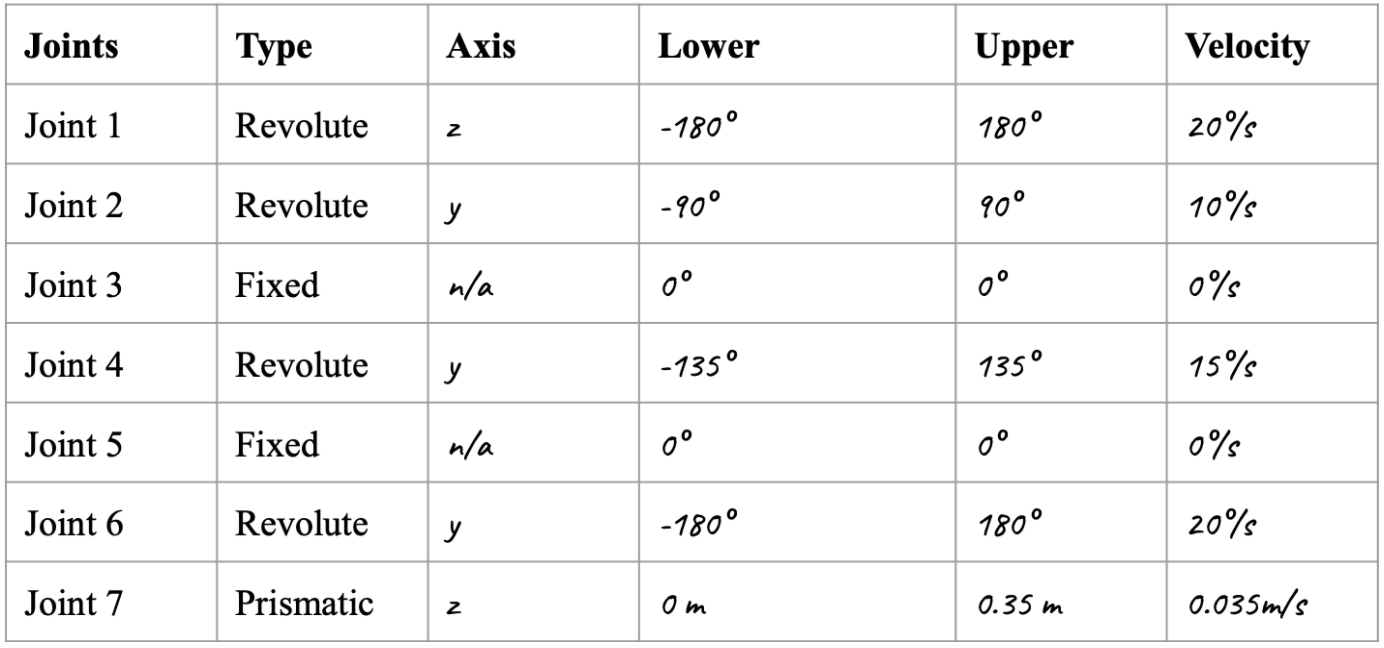 Joints Type Axis Lower Upper Velocity
Joint 1 Revolute z -180° 180° 20°/s
Joint 2 Revolute y -90° 90° 10°/s
Joint 3 Fixed n/a 0° 0° 0°/s
Joint 4 Revolute y -135° 135° 15°/s
Joint 5 Fixed n/a 0° 0° 0°/s
Joint 6 Revolute y -180° 180° 20°/s
Joint 7 Prismatic z 0 m 0.35 m 0.035m/s